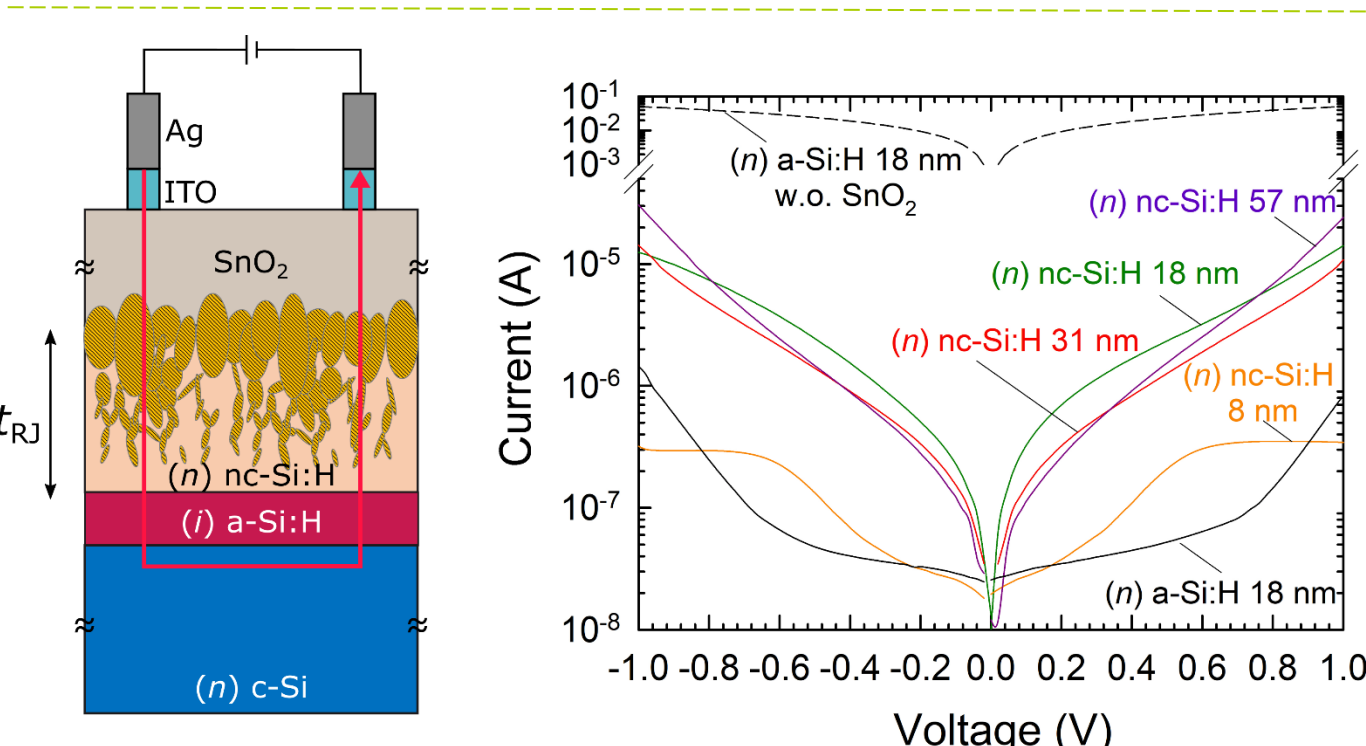 Ag
ITO
SnO₂
t_RJ
(n) nc-Si:H
(i) a-Si:H
(n) c-Si
Current (A)
10⁻¹
10⁻²
10⁻³
10⁻⁵
10⁻⁶
10⁻⁷
10⁻⁸
(n) a-Si:H 18 nm
w.o. SnO₂
(n) nc-Si:H 57 nm
(n) nc-Si:H 18 nm
(n) nc-Si:H 31 nm
(n) nc-Si:H
8 nm
(n) a-Si:H 18 nm
-1.0 -0.8 -0.6 -0.4 -0.2 0.0 0.2 0.4 0.6 0.8 1.0
Voltage (V)